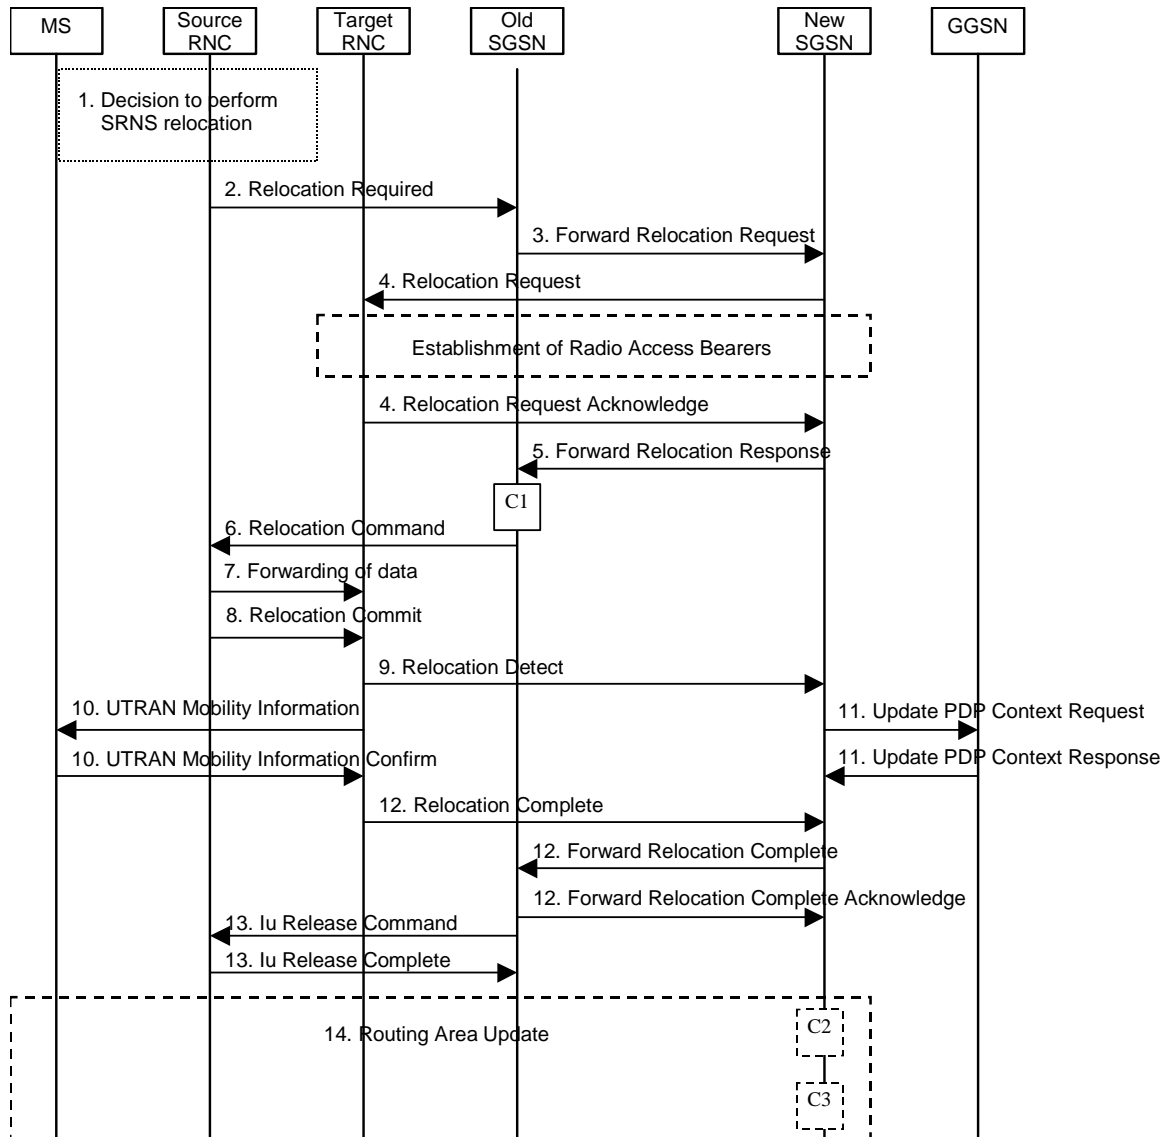 MS
Source
RNC
Target
RNC
Old
SGSN
New
SGSN
GGSN
1. Decision to perform
SRNS relocation
2. Relocation Required
3. Forward Relocation Request
4. Relocation Request
Establishment of Radio Access Bearers
4. Relocation Request Acknowledge
5. Forward Relocation Response
C1
6. Relocation Command
7. Forwarding of data
8. Relocation Commit
9. Relocation Detect
10. UTRAN Mobility Information
11. Update PDP Context Request
10. UTRAN Mobility Information Confirm
11. Update PDP Context Response
12. Relocation Complete
12. Forward Relocation Complete
12. Forward Relocation Complete Acknowledge
13. Iu Release Command
13. Iu Release Complete
C2
14. Routing Area Update
C3